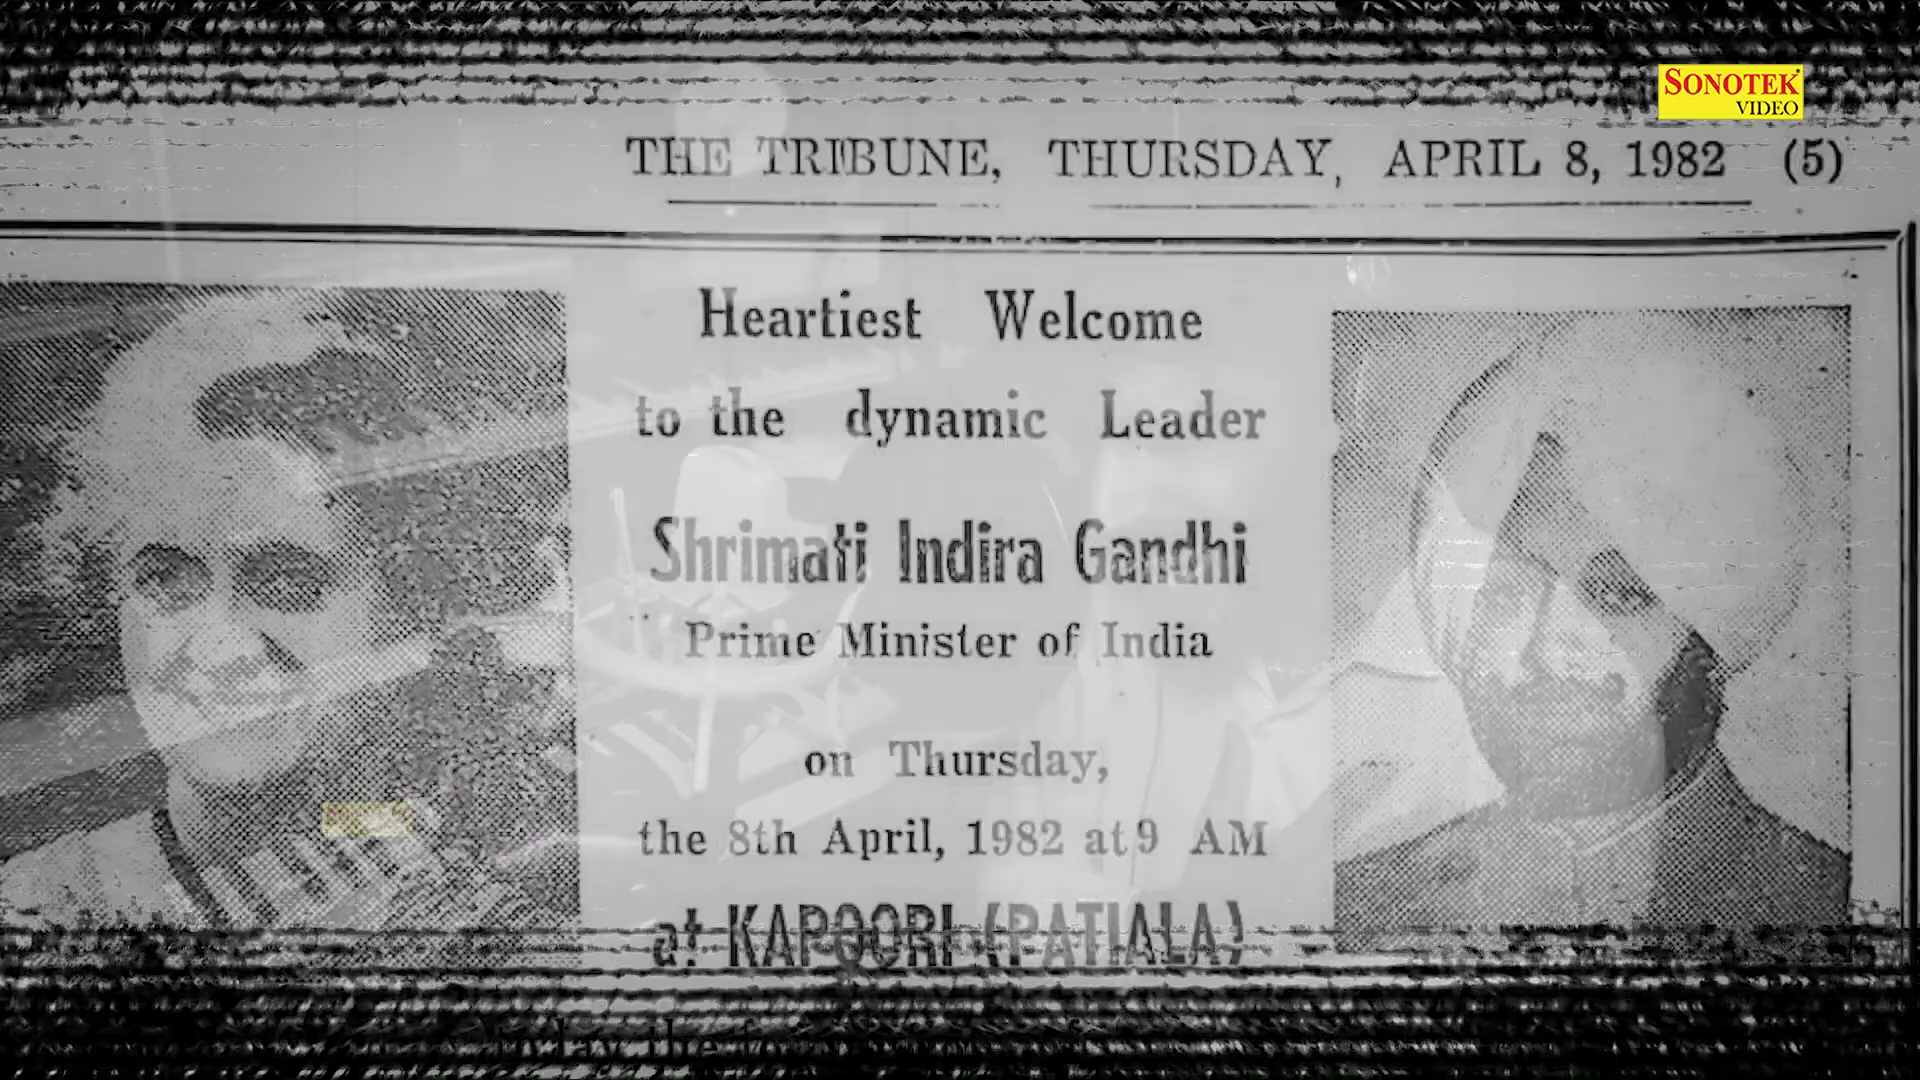 SONOTEK
VIDEO
THE TRIBUNE, THURSDAY, APRIL 8, 1982 (5)
Heartiest Welcome
to the dynamic Leader
Shrimati Indira Gandhi
Prime Minister of India
on Thursday,
the 8th April, 1982 at 9 AM
at KAPOORI (PATIALA)